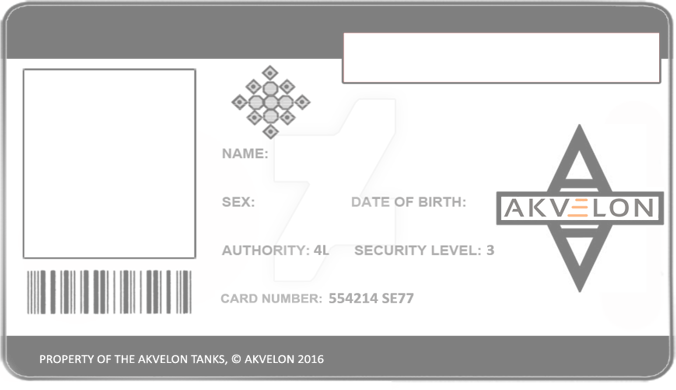 NAME:
SEX: DATE OF BIRTH:
AKVELON
AUTHORITY: 4L SECURITY LEVEL: 3
CARD NUMBER: 554214 SE77
PROPERTY OF THE AKVELON TANKS, © AKVELON 2016